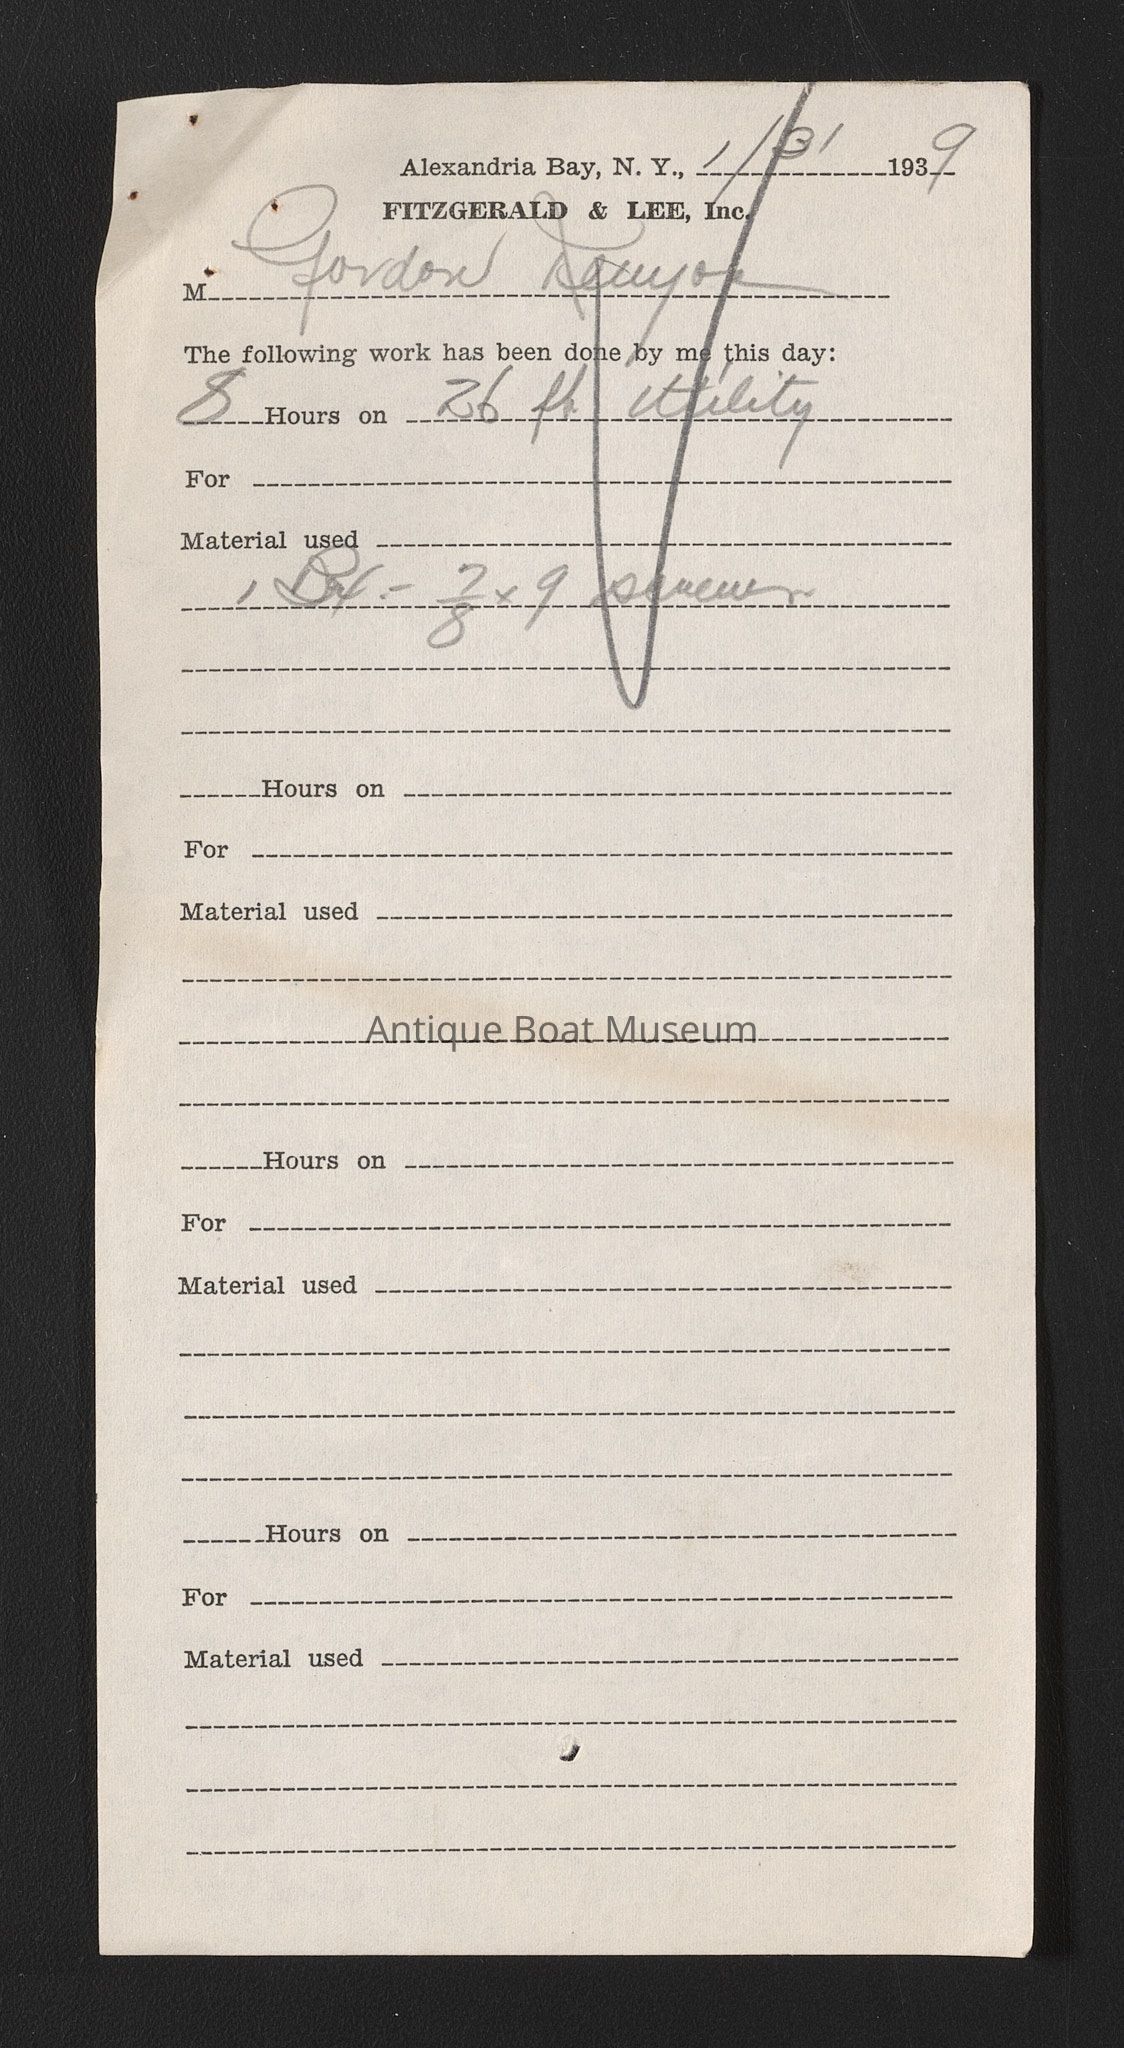 Alexandria Bay, N. Y., 1/31 1939
FITZGERALD & LEE, Inc.
M Gordon Kenyon
The following work has been done by me this day:
8 Hours on 26 ft utility
For
Material used
1 Bx - 7/8 x 9 screws
Hours on
For
Material used
Antique Boat Museum
Hours on
For
Material used
Hours on
For
Material used